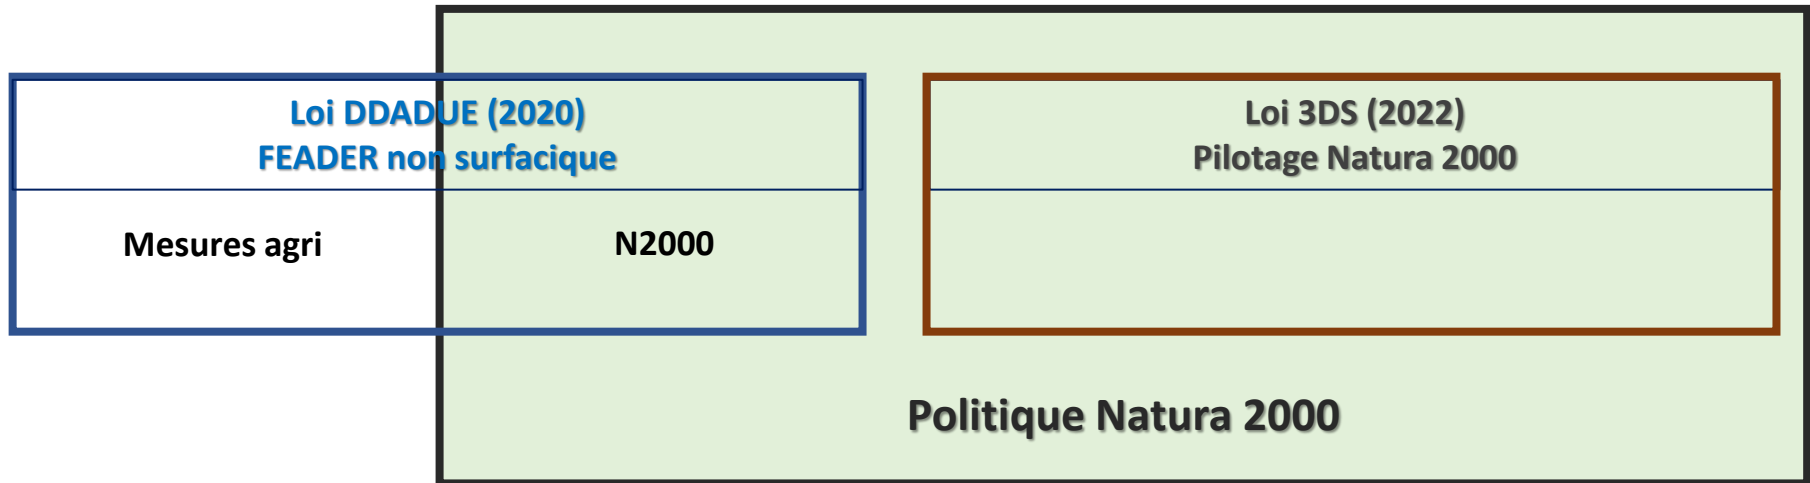 Loi DDADUE (2020)
FEADER non surfacique
Mesures agri
N2000
Loi 3DS (2022)
Pilotage Natura 2000
Politique Natura 2000